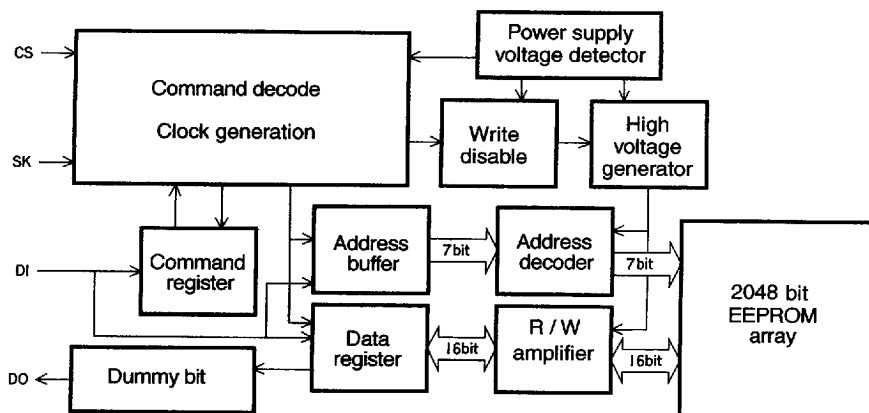 CS
SK
DI
DO
Command decode
Clock generation
Power supply
voltage detector
Write
disable
High
voltage
generator
Command
register
Address
buffer
7bit
Address
decoder
7bit
2048 bit
EEPROM
array
Data
register
16bit
R / W
amplifier
16bit
Dummy bit